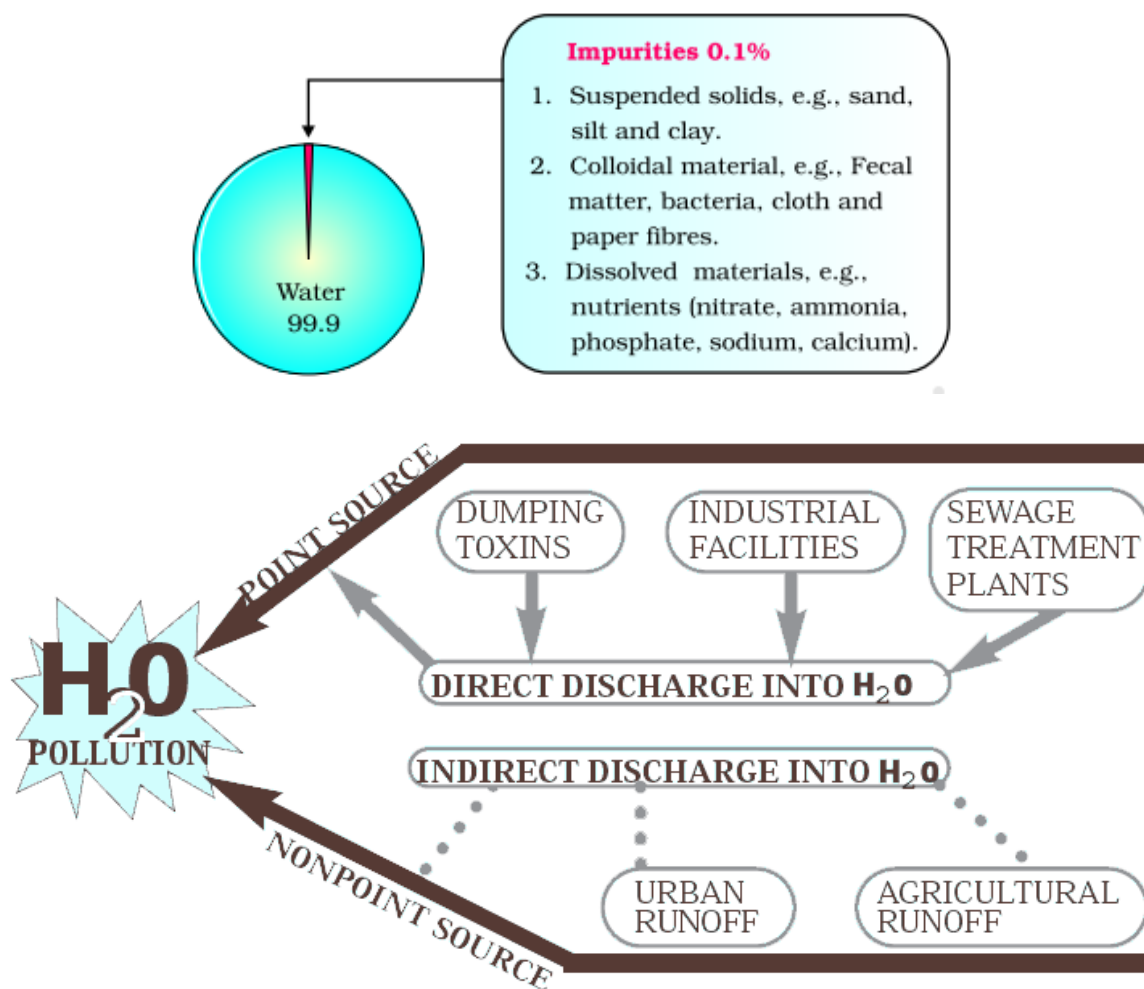 Impurities 0.1%
1. Suspended solids, e.g., sand,
silt and clay.
2. Colloidal material, e.g., Fecal
matter, bacteria, cloth and
paper fibres.
3. Dissolved materials, e.g.,
nutrients (nitrate, ammonia,
phosphate, sodium, calcium).
Water
99.9
POINT SOURCE
DUMPING
TOXINS
INDUSTRIAL
FACILITIES
SEWAGE
TREATMENT
PLANTS
DIRECT DISCHARGE INTO H₂O
H₂O
POLLUTION
INDIRECT DISCHARGE INTO H₂O
NONPOINT SOURCE
URBAN
RUNOFF
AGRICULTURAL
RUNOFF